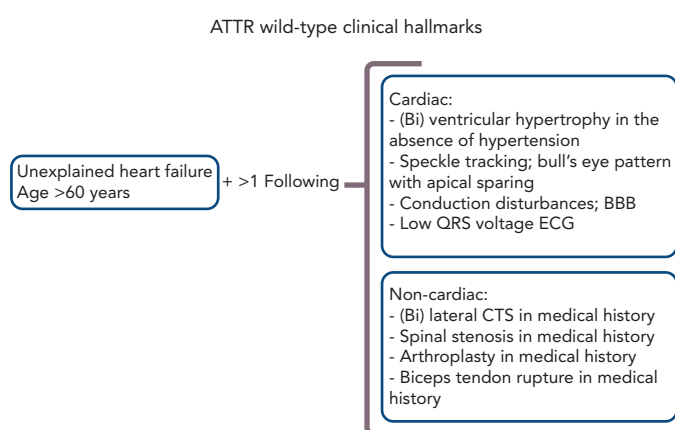 ATTR wild-type clinical hallmarks
Unexplained heart failure
Age >60 years
+ >1 Following
Cardiac:
- (Bi) ventricular hypertrophy in the
absence of hypertension
- Speckle tracking; bull's eye pattern
with apical sparing
- Conduction disturbances; BBB
- Low QRS voltage ECG
Non-cardiac:
- (Bi) lateral CTS in medical history
- Spinal stenosis in medical history
- Arthroplasty in medical history
- Biceps tendon rupture in medical
history